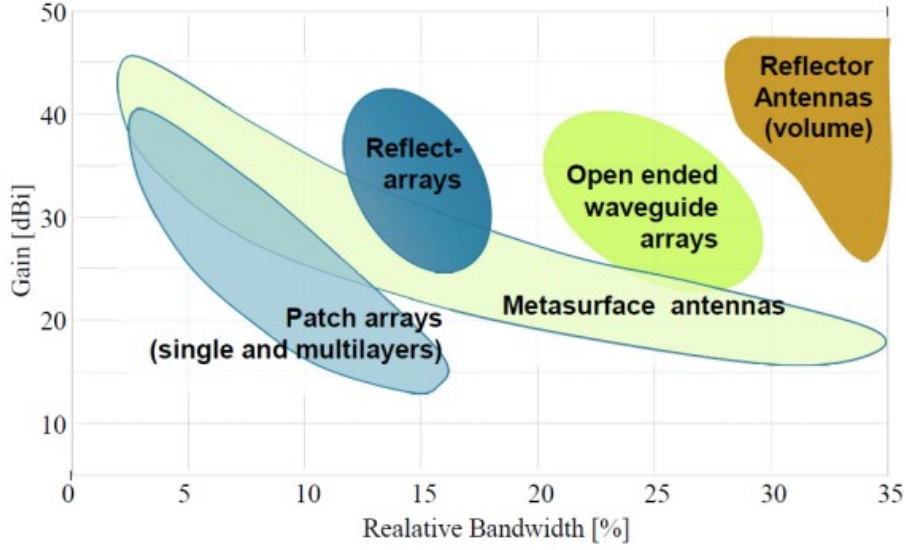 50
40
30
20
10
Gain [dBi]
Reflect-
arrays
Open ended
waveguide
arrays
Reflector
Antennas
(volume)
Metasurface antennas
Patch arrays
(single and multilayers)
0 5 10 15 20 25 30 35
Realative Bandwidth [%]